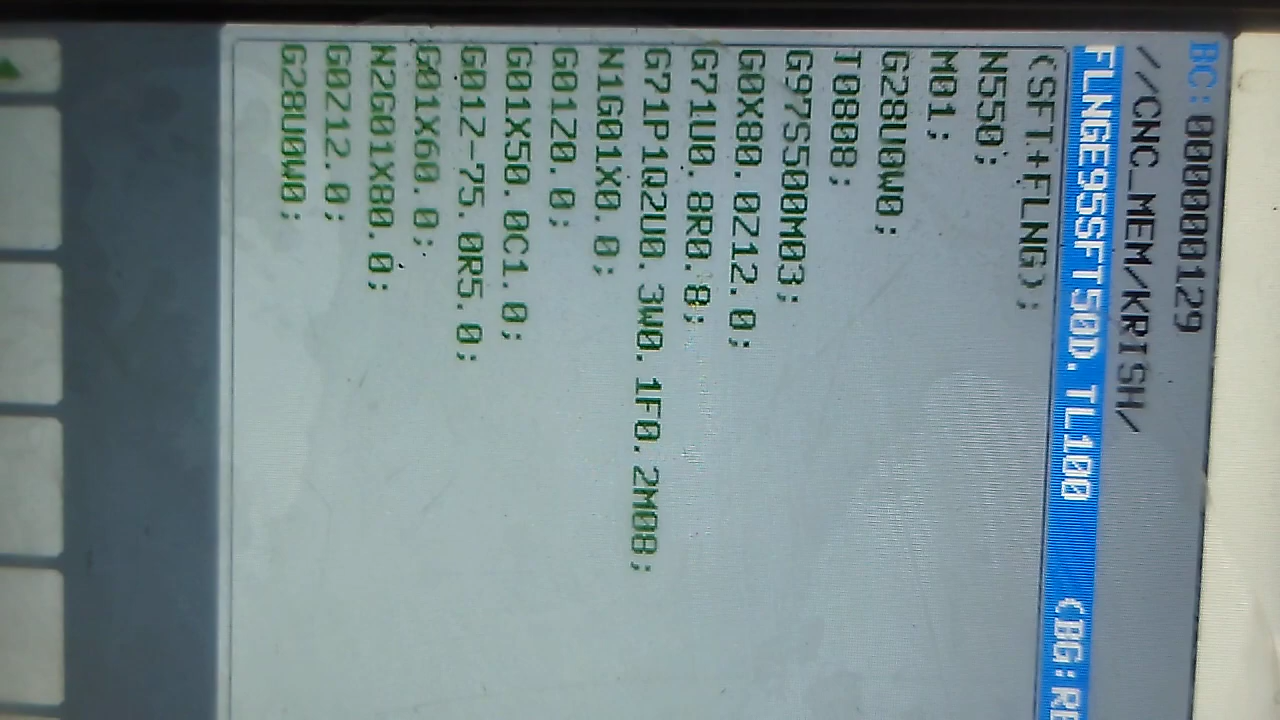 BC:00000129
//CNC_MEM/KRISH/
FLNGE95SFT50D.TL100 (BG:
(SFT+FLNG);
N550;
M01;
G28U0W0;
T0808;
G97S500M03;
G0X80.0Z12.0;
G71U0.8R0.8;
G71P1Q2U0.3W0.1F0.2M08;
N1G01X0.0;
G01Z0.0;
G01X50.0C1.0;
G01Z-75.0R5.0;
G01X60.0;
N2G01X80.0;
G0Z12.0;
G28U0W0;